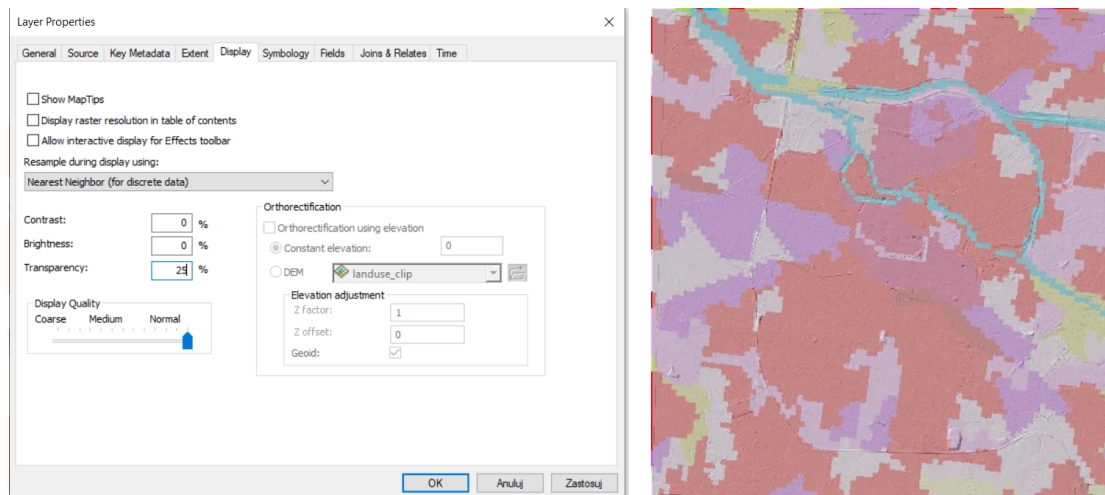 Layer Properties
General Source Key Metadata Extent Display Symbology Fields Joins & Relates Time
Show MapTips
Display raster resolution in table of contents
Allow interactive display for Effects toolbar
Resample during display using:
Nearest Neighbor (for discrete data)
Contrast: 0 %
Brightness: 0 %
Transparency: 25 %
Display Quality
Coarse Medium Normal
Orthorectification
Orthorectification using elevation
Constant elevation: 0
DEM landuse_clip
Elevation adjustment
Z factor: 1
Z offset: 0
Geoid:
OK Anuluj Zastosuj